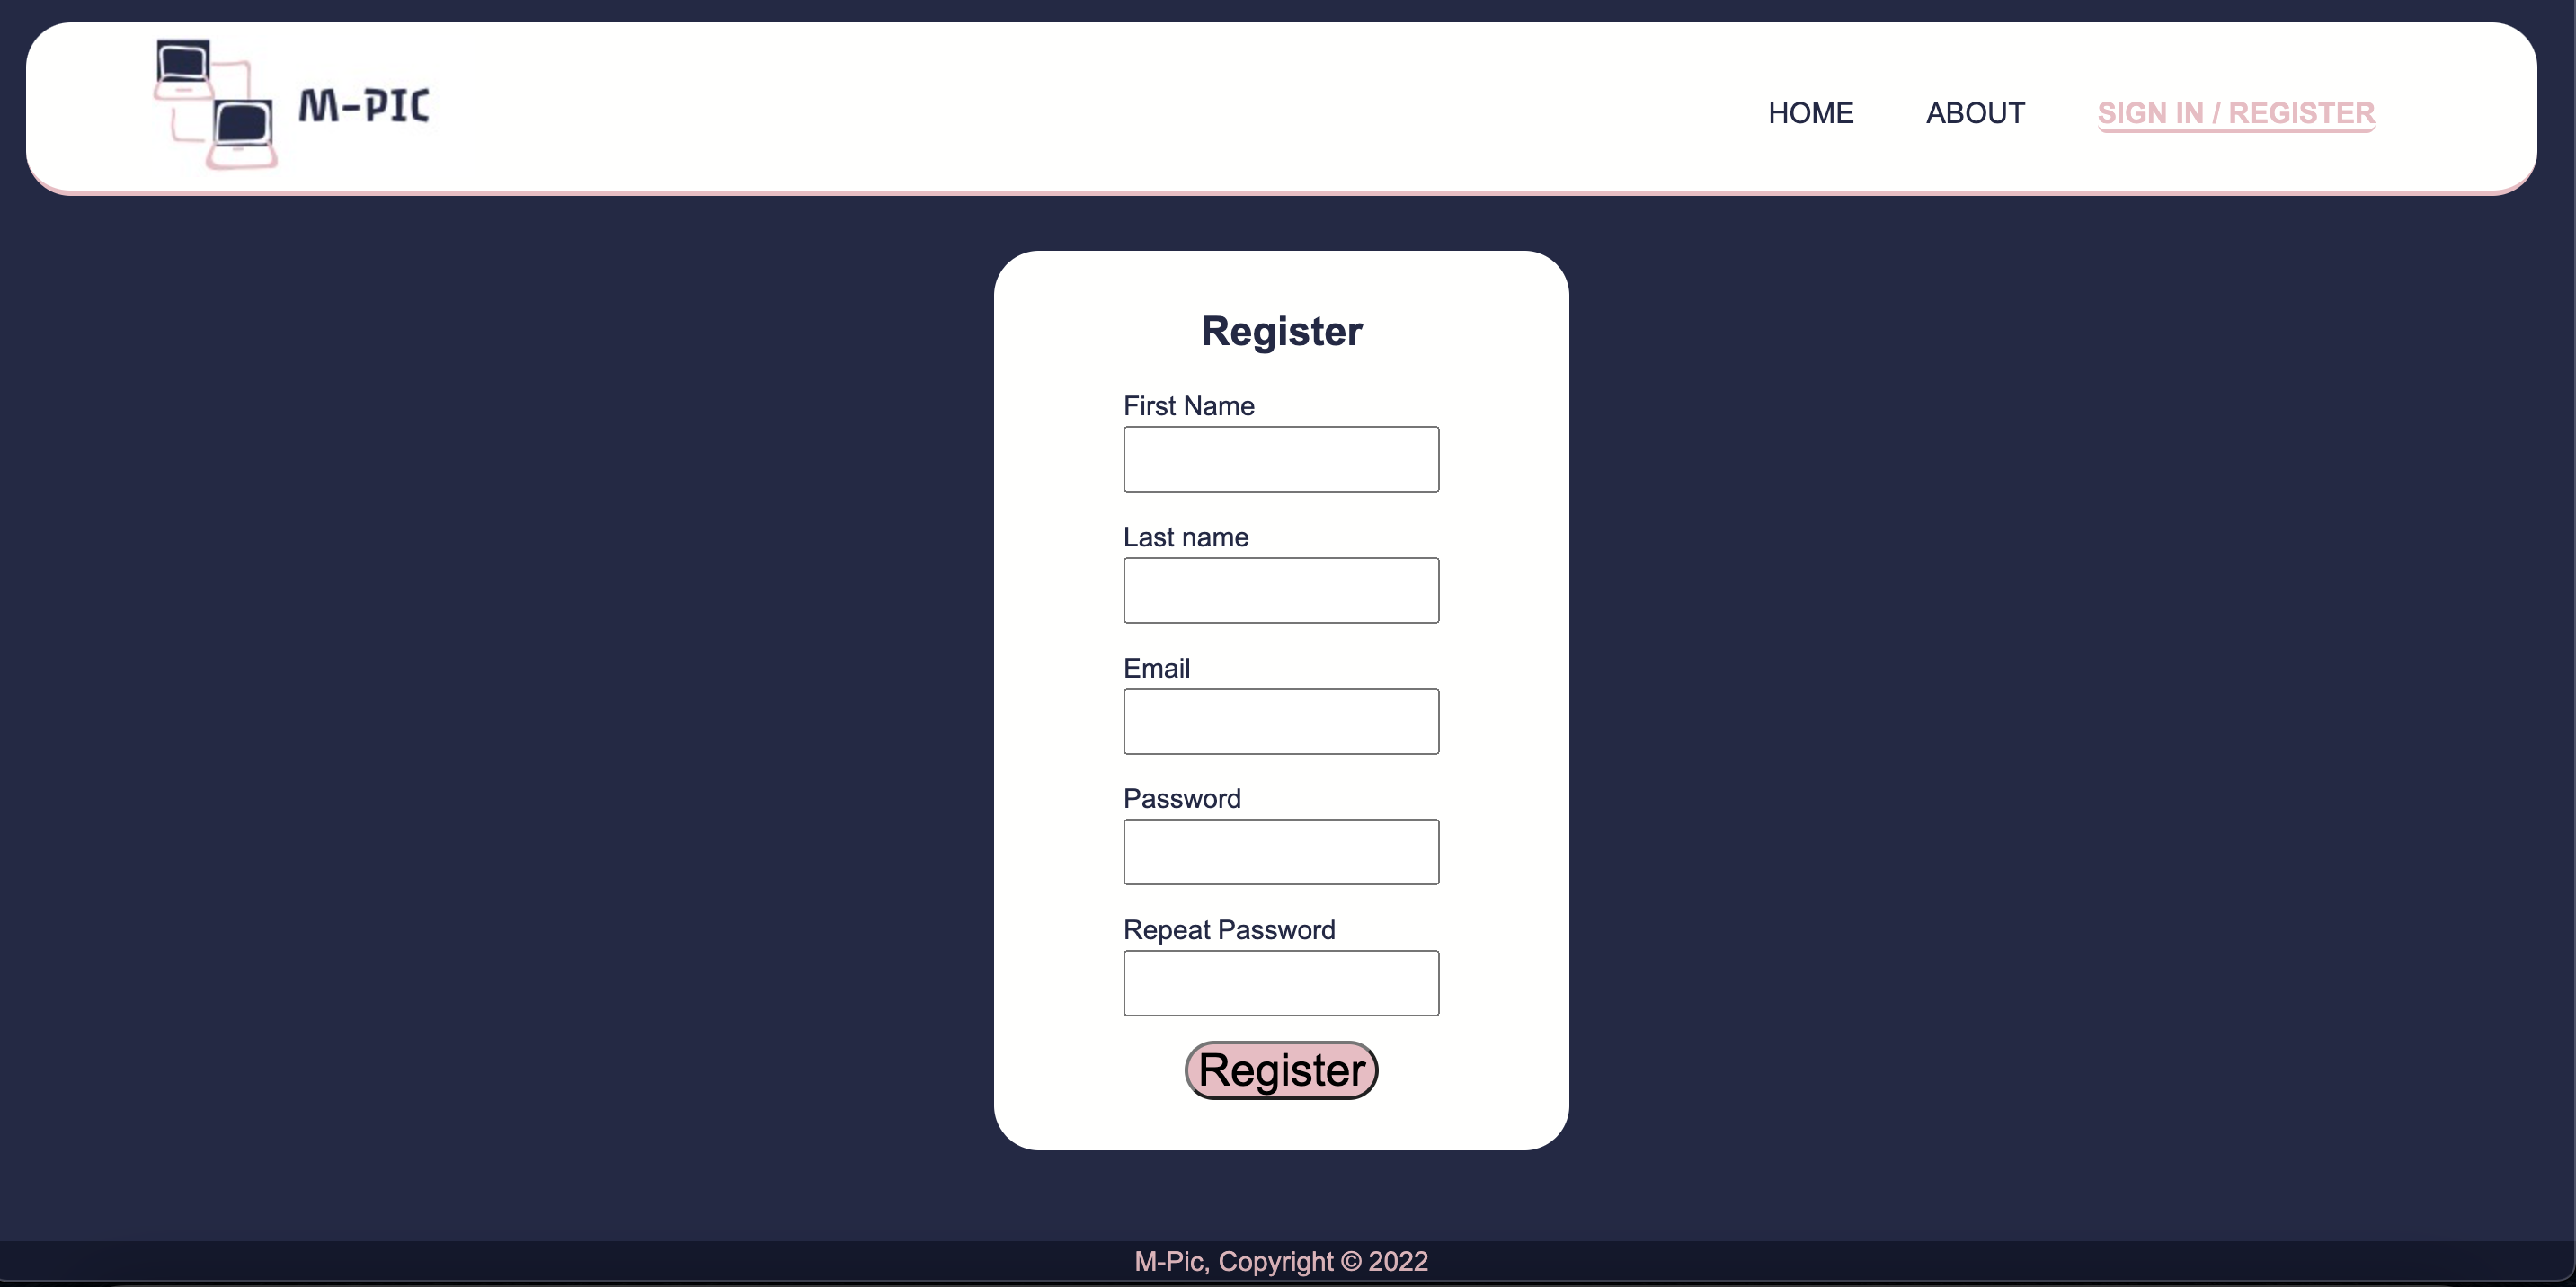 M-PIC
HOME ABOUT SIGN IN / REGISTER
Register
First Name
Last name
Email
Password
Repeat Password
Register
M-Pic, Copyright © 2022